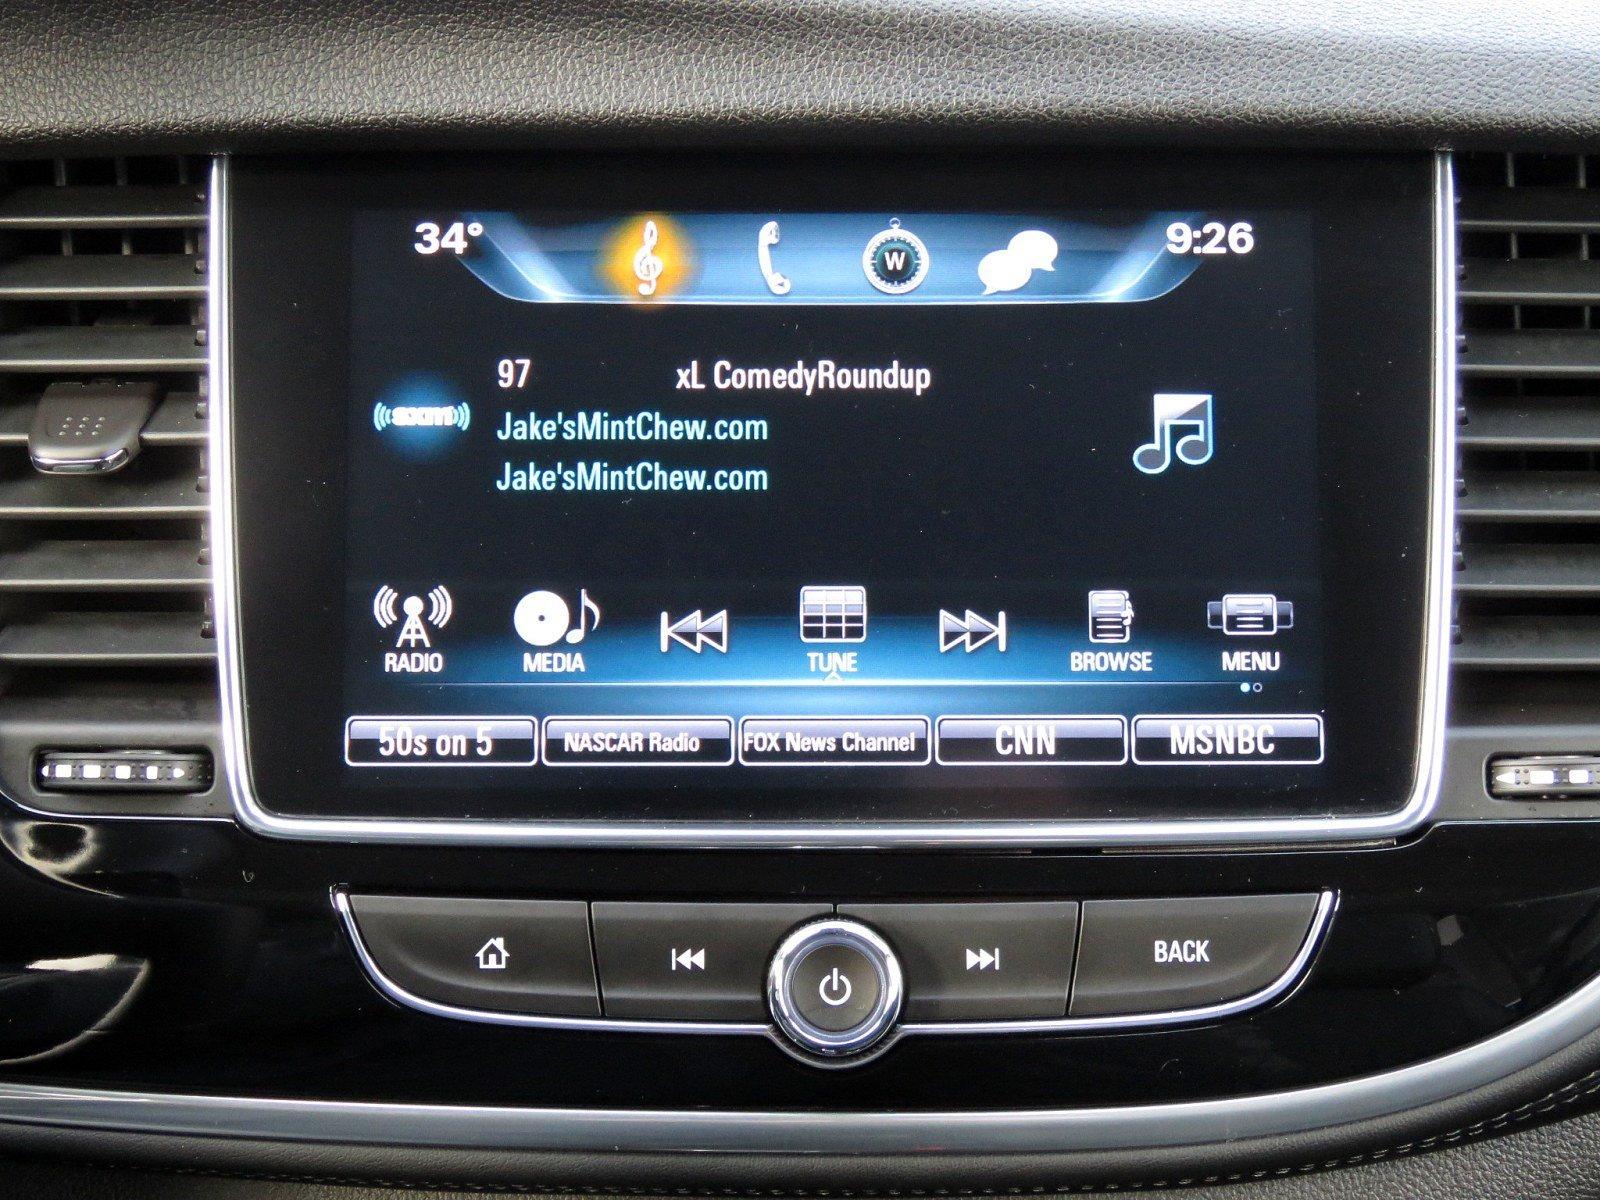 34° W 9:26
97 xL ComedyRoundup
((sxm))
Jake'sMintChew.com
Jake'sMintChew.com
RADIO MEDIA TUNE BROWSE MENU
50s on 5 NASCAR Radio FOX News Channel CNN MSNBC
BACK